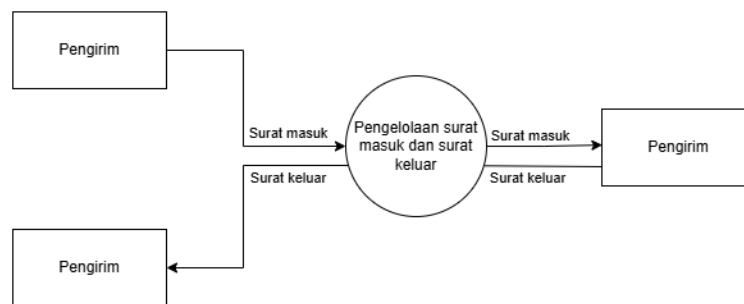 Pengirim
Surat masuk
Pengelolaan surat
masuk dan surat
keluar
Surat masuk
Pengirim
Surat keluar
Surat keluar
Pengirim